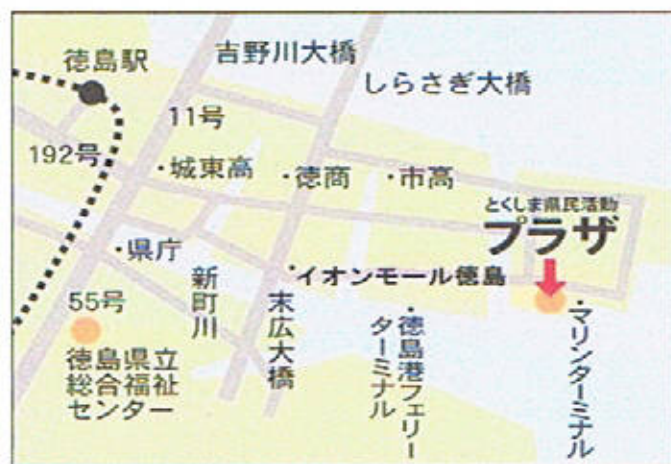 徳島駅
吉野川大橋
しらさぎ大橋
11号
192号
・城東高
・徳商
・市高
とくしま県民活動
プラザ
・県庁
新町川
・イオンモール徳島
末広大橋
・徳島港フェリー
ターミナル
・マリンターミナル
55号
徳島県立
総合福祉
センター